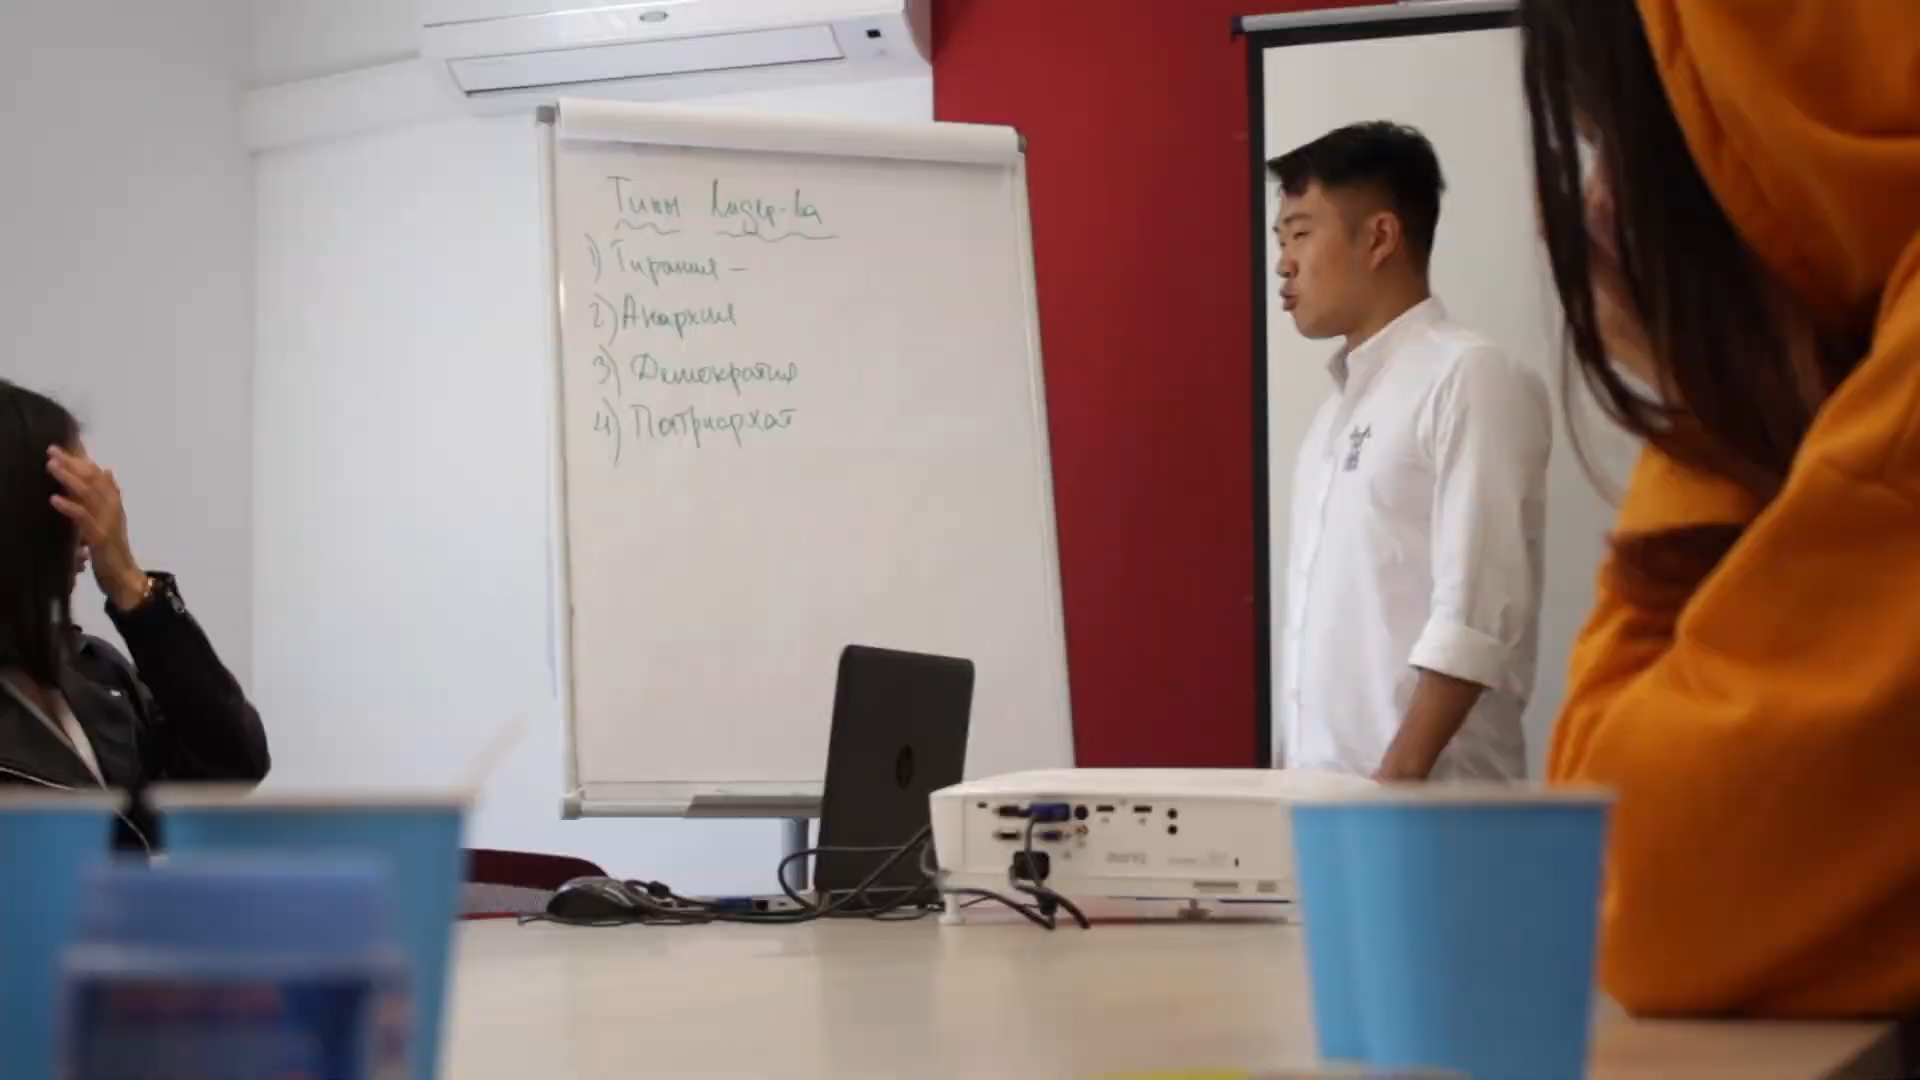 Типы лидер-ва
1) Тирания –
2) Анархия
3) Демократия
4) Патриархат